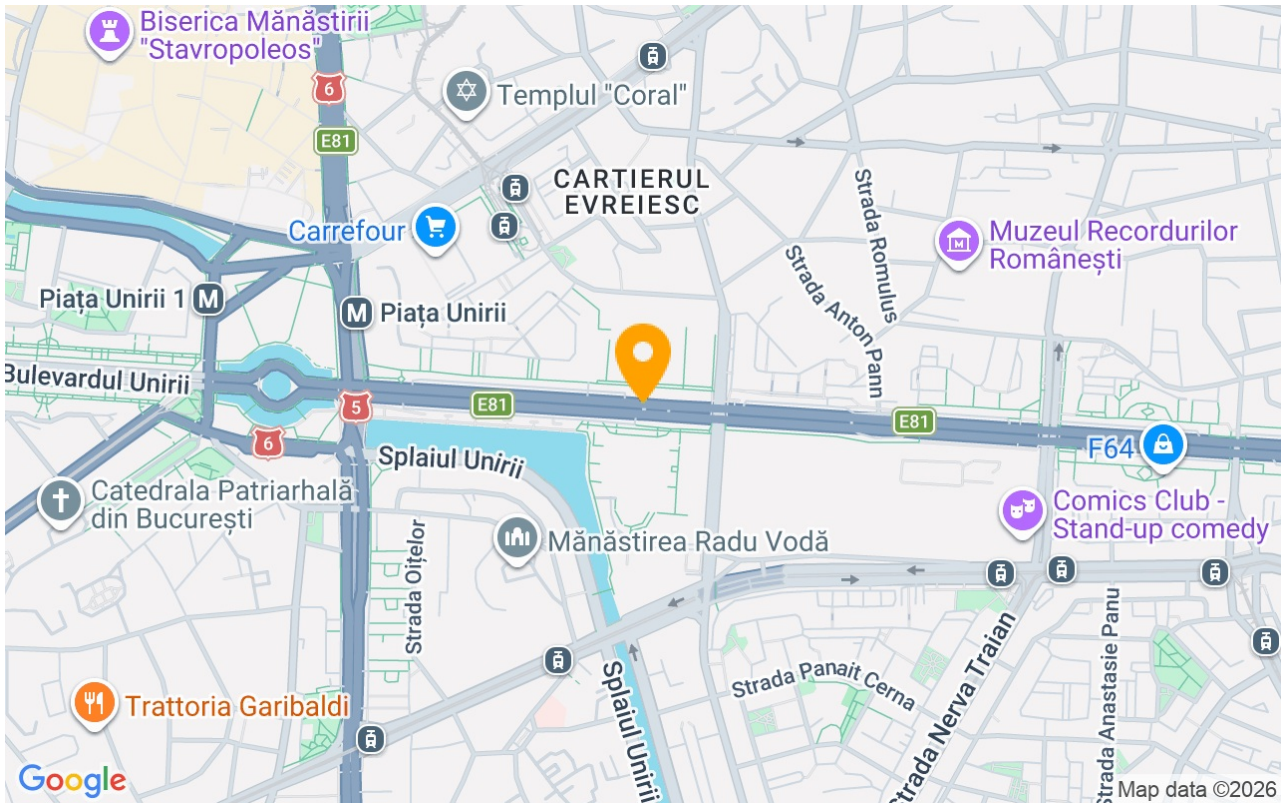 Biserica Mănăstirii
"Stavropoleos"
6
E81
Templul "Coral"
CARTIERUL
EVREIESC
Strada Romulus
Carrefour
Muzeul Recordurilor
Românești
Strada Anton Pann
Piața Unirii 1
M
M
Piața Unirii
Bulevardul Unirii
5
E81
E81
6
F64
Splaiul Unirii
Catedrala Patriarhală
din București
Comics Club -
Stand-up comedy
Strada Oițelor
Mănăstirea Radu Vodă
Strada Panait Cerna
Strada Nerva Traian
Strada Anastasie Panu
Splaiul Unirii
Trattoria Garibaldi
Google
Map data ©2026